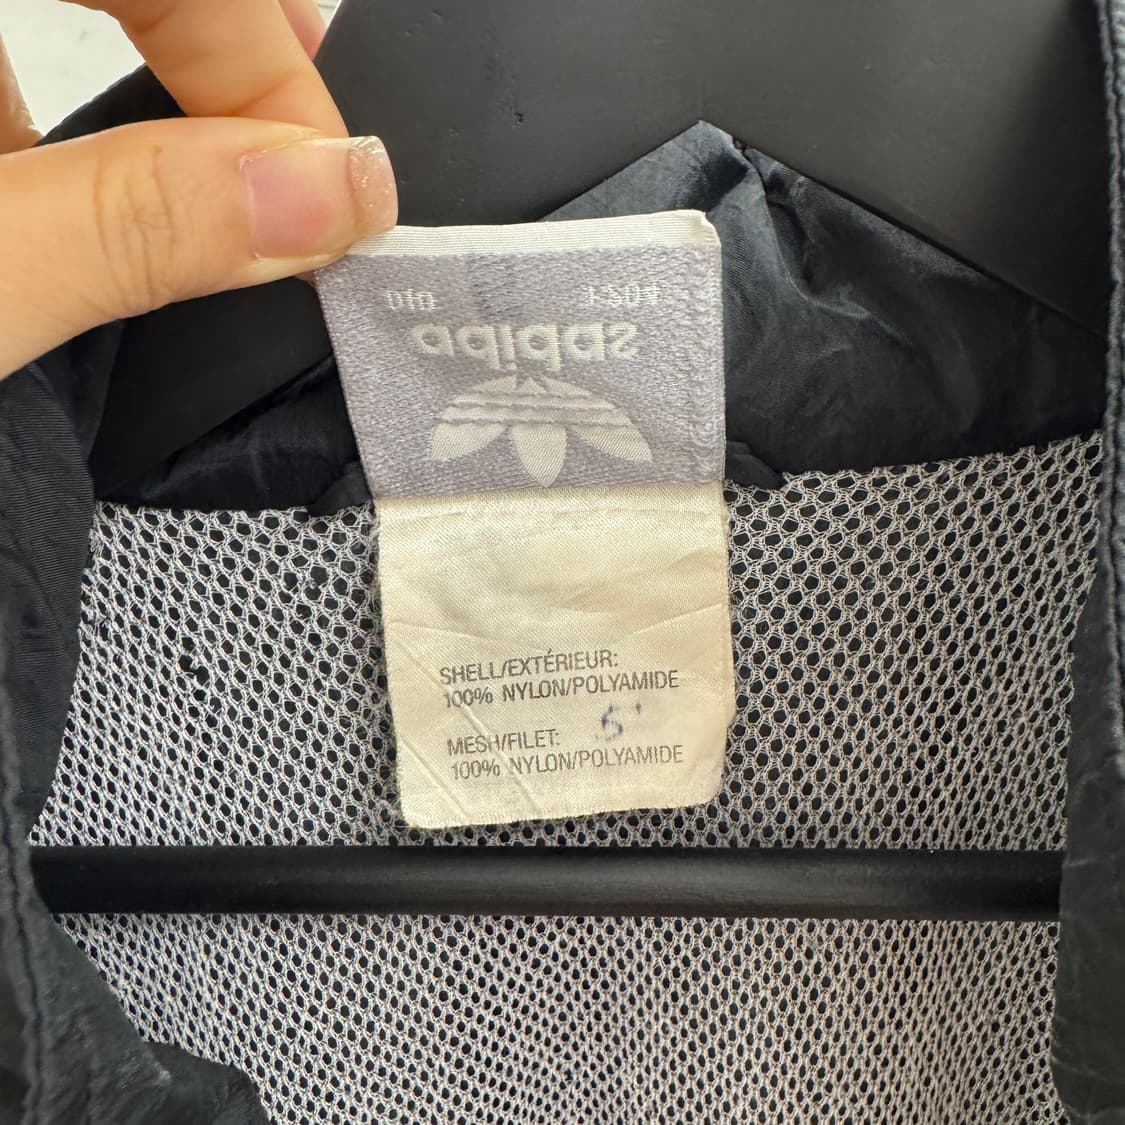 adidas
SHELL/EXTÉRIEUR:
100% NYLON/POLYAMIDE
MESH/FILET:
100% NYLON/POLYAMIDE